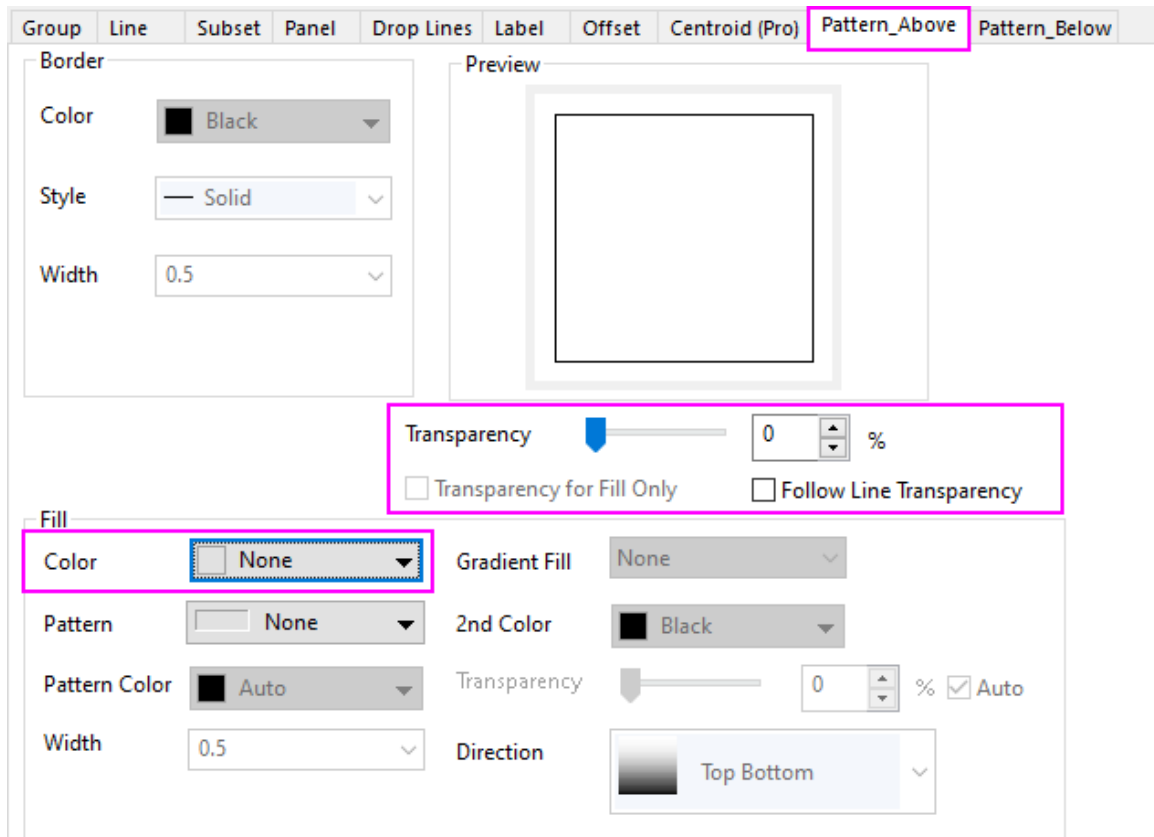 Group Line Subset Panel Drop Lines Label Offset Centroid (Pro) Pattern_Above Pattern_Below
Border
Preview
Color Black
Style Solid
Width 0.5
Transparency 0 %
Transparency for Fill Only Follow Line Transparency
Fill
Color None Gradient Fill None
Pattern None 2nd Color Black
Pattern Color Auto Transparency 0 % Auto
Width 0.5 Direction Top Bottom